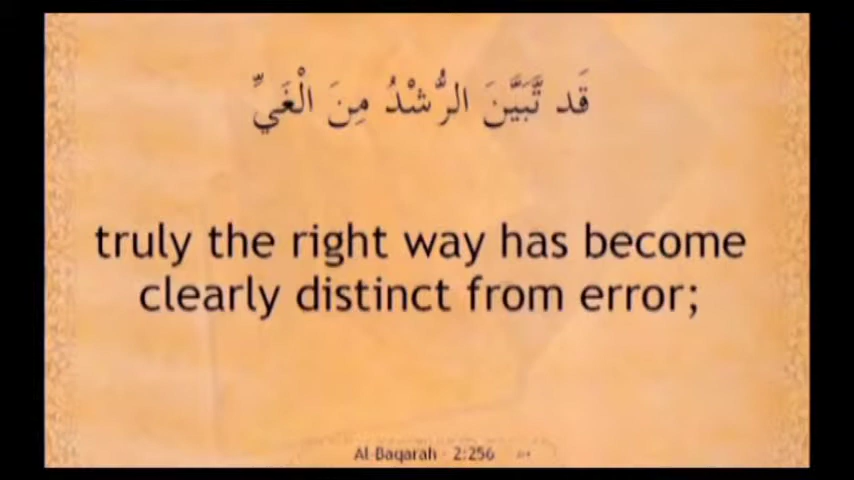 قَد تَّبَيَّنَ الرُّشْدُ مِنَ الْغَيِّ
truly the right way has become
clearly distinct from error;
Al-Baqarah - 2:256